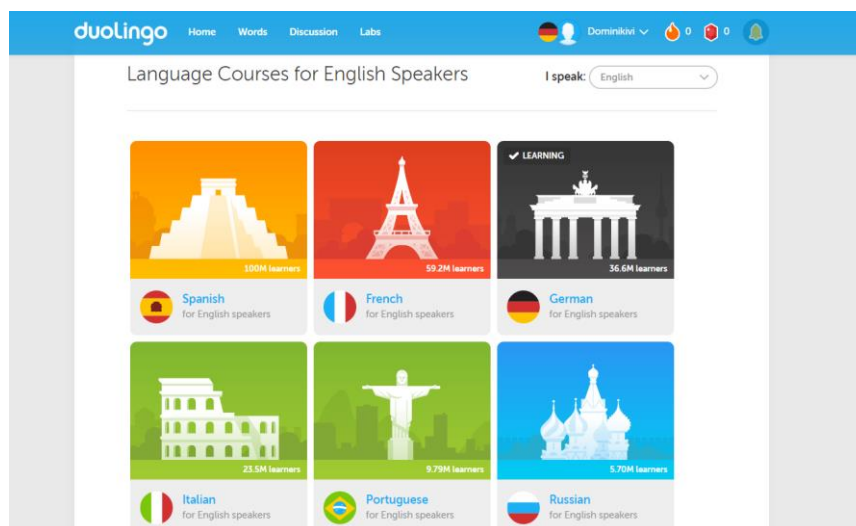 duolingo Home Words Discussion Labs Dominikivi 0 0
Language Courses for English Speakers I speak: English
LEARNING
100M learners 59.2M learners 36.6M learners
Spanish French German
for English speakers for English speakers for English speakers
23.5M learners 9.79M learners 5.70M learners
Italian Portuguese Russian
for English speakers for English speakers for English speakers